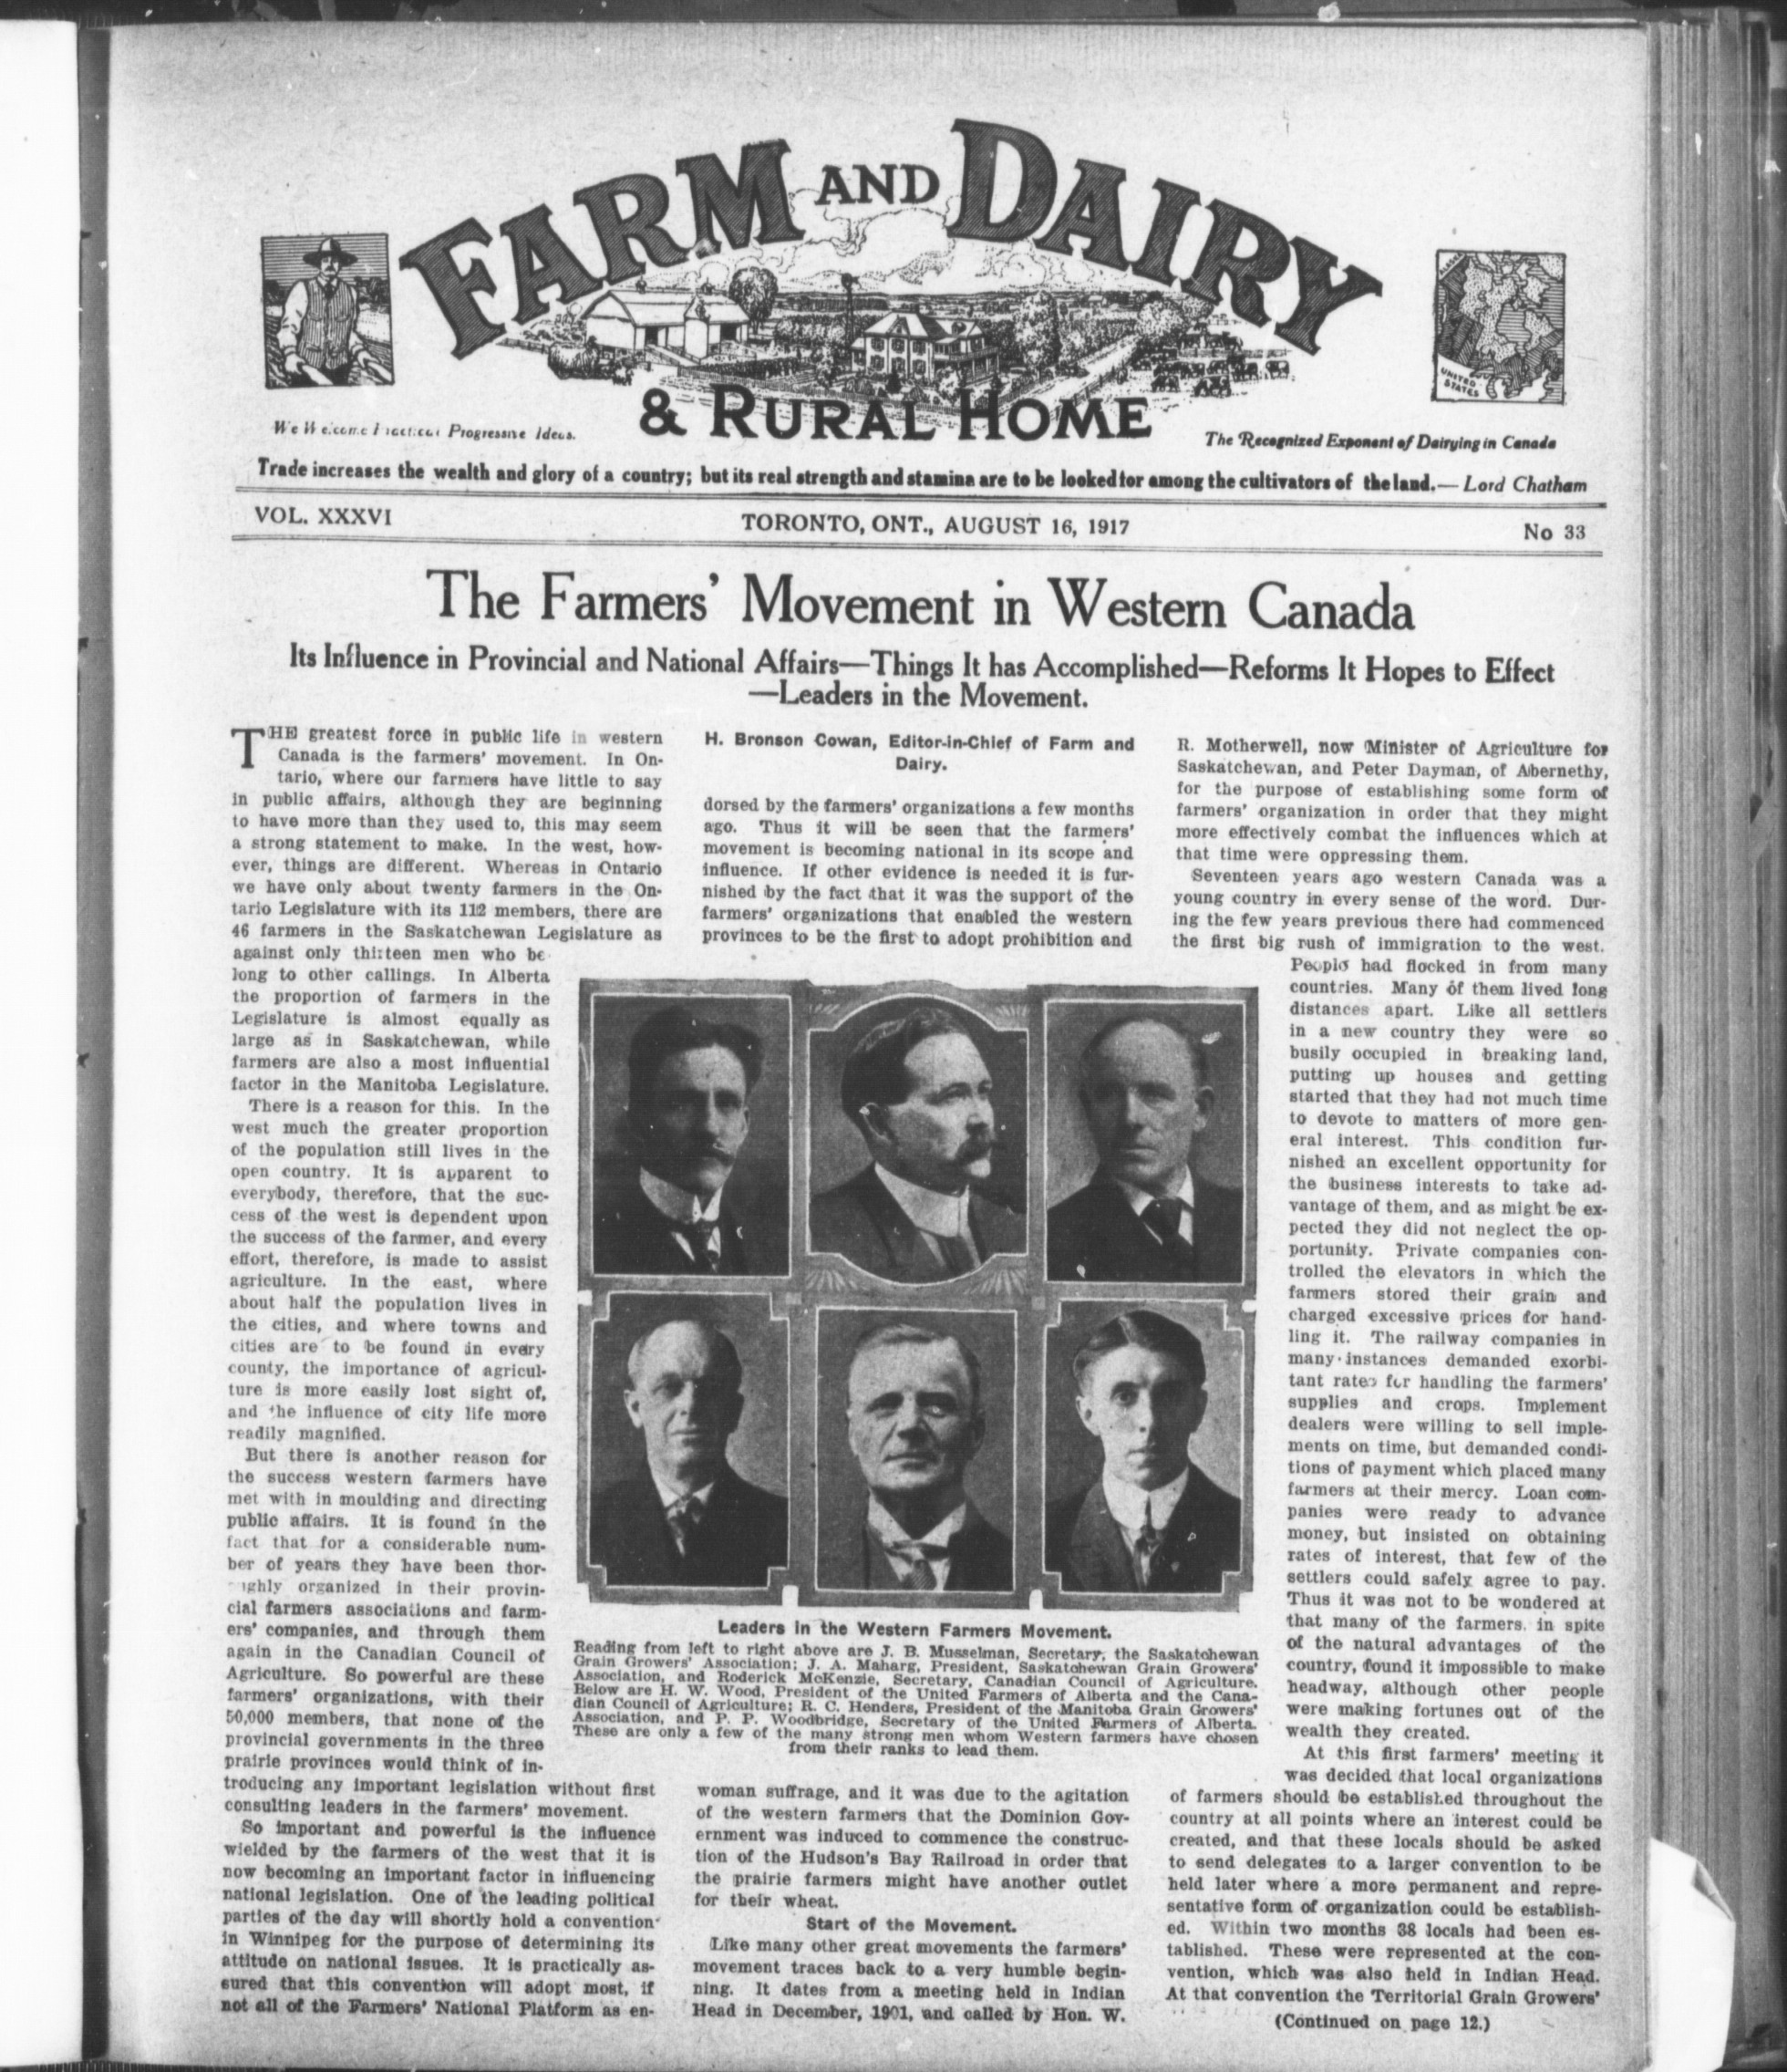 FARM AND DAIRY
& RURAL HOME
ALASKA
UNITED
STATES
We Welcome Practical Progressive Ideas.
The Recognized Exponent of Dairying in Canada
Trade increases the wealth and glory of a country; but its real strength and stamina are to be looked for among the cultivators of the land.—Lord Chatham
VOL. XXXVI
TORONTO, ONT., AUGUST 16, 1917
No 33
The Farmers' Movement in Western Canada
Its Influence in Provincial and National Affairs—Things It has Accomplished—Reforms It Hopes to Effect
—Leaders in the Movement.
THE greatest force in public life in western
Canada is the farmers' movement. In On-
tario, where our farmers have little to say
in public affairs, although they are beginning
to have more than they used to, this may seem
a strong statement to make. In the west, how-
ever, things are different. Whereas in Ontario
we have only about twenty farmers in the On-
tario Legislature with its 112 members, there are
46 farmers in the Saskatchewan Legislature as
against only thirteen men who be-
long to other callings. In Alberta
the proportion of farmers in the
Legislature is almost equally as
large as in Saskatchewan, while
farmers are also a most influential
factor in the Manitoba Legislature.
There is a reason for this. In the
west much the greater proportion
of the population still lives in the
open country. It is apparent to
everybody, therefore, that the suc-
cess of the west is dependent upon
the success of the farmer, and every
effort, therefore, is made to assist
agriculture. In the east, where
about half the population lives in
the cities, and where towns and
cities are to be found in every
county, the importance of agricul-
ture is more easily lost sight of,
and the influence of city life more
readily magnified.
But there is another reason for
the success western farmers have
met with in moulding and directing
public affairs. It is found in the
fact that for a considerable num-
ber of years they have been thor-
ughly organized in their provin-
cial farmers associations and farm-
ers' companies, and through them
again in the Canadian Council of
Agriculture. So powerful are these
farmers' organizations, with their
50,000 members, that none of the
provincial governments in the three
prairie provinces would think of in-
troducing any important legislation without first
consulting leaders in the farmers' movement.
So important and powerful is the influence
wielded by the farmers of the west that it is
now becoming an important factor in influencing
national legislation. One of the leading political
parties of the day will shortly hold a convention
in Winnipeg for the purpose of determining its
attitude on national issues. It is practically as-
sured that this convention will adopt most, if
not all of the Farmers' National Platform as en-
H. Bronson Cowan, Editor-in-Chief of Farm and
Dairy.
dorsed by the farmers' organizations a few months
ago. Thus it will be seen that the farmers'
movement is becoming national in its scope and
influence. If other evidence is needed it is fur-
nished by the fact that it was the support of the
farmers' organizations that enabled the western
provinces to be the first to adopt prohibition and
Leaders in the Western Farmers Movement.
Reading from left to right above are J. B. Musselman, Secretary, the Saskatchewan
Grain Growers' Association; J. A. Maharg, President, Saskatchewan Grain Growers'
Association, and Roderick McKenzie, Secretary, Canadian Council of Agriculture.
Below are H. W. Wood, President of the United Farmers of Alberta and the Cana-
dian Council of Agriculture; R. C. Henders, President of the Manitoba Grain Growers'
Association, and P. P. Woodbridge, Secretary of the United Farmers of Alberta.
These are only a few of the many strong men whom Western farmers have chosen
from their ranks to lead them.
woman suffrage, and it was due to the agitation
of the western farmers that the Dominion Gov-
ernment was induced to commence the construc-
tion of the Hudson's Bay Railroad in order that
the prairie farmers might have another outlet
for their wheat.
Start of the Movement.
Like many other great movements the farmers'
movement traces back to a very humble begin-
ning. It dates from a meeting held in Indian
Head in December, 1901, and called by Hon. W.
R. Motherwell, now Minister of Agriculture for
Saskatchewan, and Peter Dayman, of Abernethy,
for the purpose of establishing some form of
farmers' organization in order that they might
more effectively combat the influences which at
that time were oppressing them.
Seventeen years ago western Canada was a
young country in every sense of the word. Dur-
ing the few years previous there had commenced
the first big rush of immigration to the west.
People had flocked in from many
countries. Many of them lived long
distances apart. Like all settlers
in a new country they were so
busily occupied in breaking land,
putting up houses and getting
started that they had not much time
to devote to matters of more gen-
eral interest. This condition fur-
nished an excellent opportunity for
the business interests to take ad-
vantage of them, and as might be ex-
pected they did not neglect the op-
portunity. Private companies con-
trolled the elevators in which the
farmers stored their grain and
charged excessive prices for hand-
ling it. The railway companies in
many instances demanded exorbi-
tant rates for handling the farmers'
supplies and crops. Implement
dealers were willing to sell imple-
ments on time, but demanded condi-
tions of payment which placed many
farmers at their mercy. Loan com-
panies were ready to advance
money, but insisted on obtaining
rates of interest, that few of the
settlers could safely agree to pay.
Thus it was not to be wondered at
that many of the farmers, in spite
of the natural advantages of the
country, found it impossible to make
headway, although other people
were making fortunes out of the
wealth they created.
At this first farmers' meeting it
was decided that local organizations
of farmers should be established throughout the
country at all points where an interest could be
created, and that these locals should be asked
to send delegates to a larger convention to be
held later where a more permanent and repre-
sentative form of organization could be establish-
ed. Within two months 38 locals had been es-
tablished. These were represented at the con-
vention, which was also held in Indian Head.
At that convention the Territorial Grain Growers'
(Continued on page 12.)